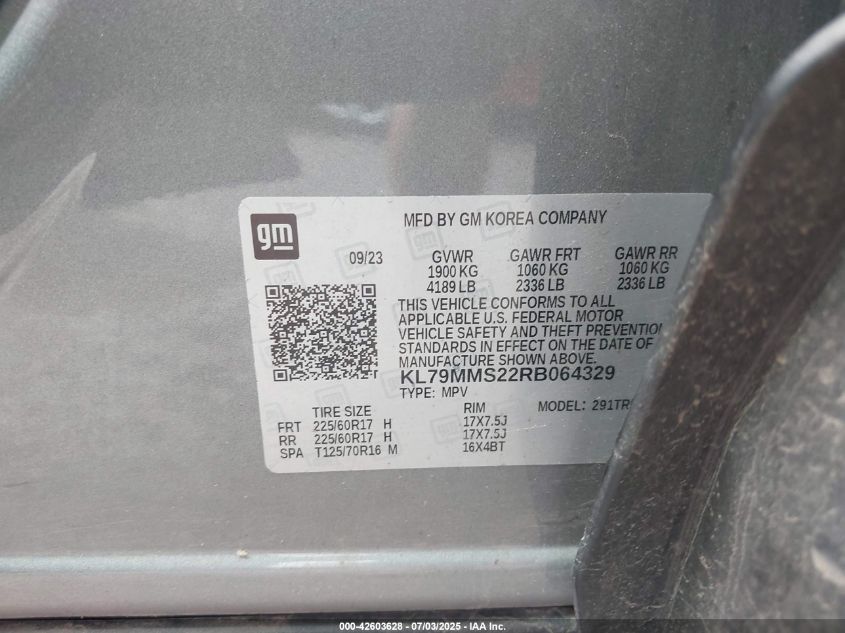 gm
MFD BY GM KOREA COMPANY
09/23 GVWR GAWR FRT GAWR RR
1900 KG 1060 KG 1060 KG
4189 LB 2336 LB 2336 LB
THIS VEHICLE CONFORMS TO ALL
APPLICABLE U.S. FEDERAL MOTOR
VEHICLE SAFETY AND THEFT PREVENTION
STANDARDS IN EFFECT ON THE DATE OF
MANUFACTURE SHOWN ABOVE.
KL79MMS22RB064329
TYPE: MPV MODEL:
TIRE SIZE RIM
FRT 225/60R17 H 17X7.5J
RR 225/60R17 H 17X7.5J
SPA T125/70R16 M 16X4BT
000-42603628 - 07/03/2025 - IAA Inc.